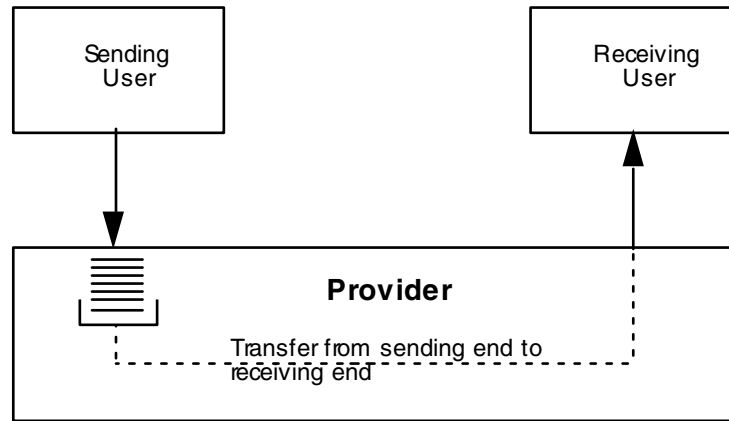 Sending
User
Receiving
User
Provider
Transfer from sending end to
receiving end